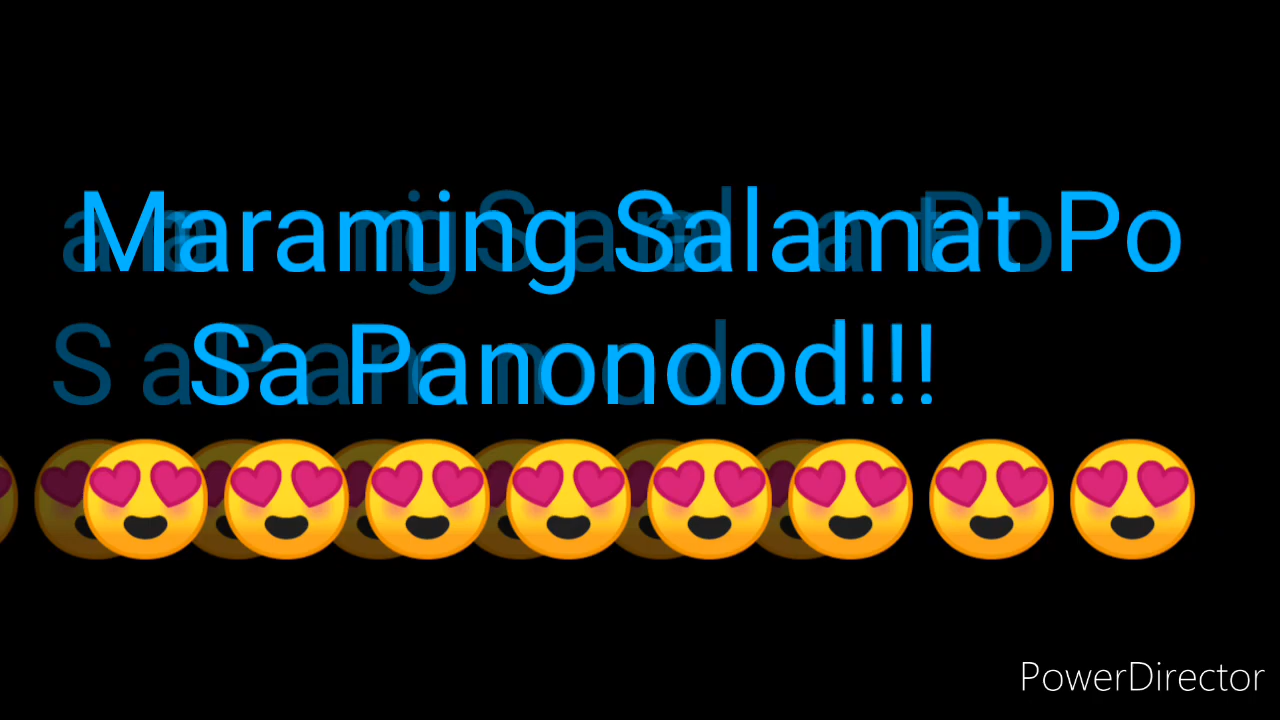 Maraming Salamat Po
Sa Panonood!!!
😍😍😍😍😍😍😍😍
PowerDirector